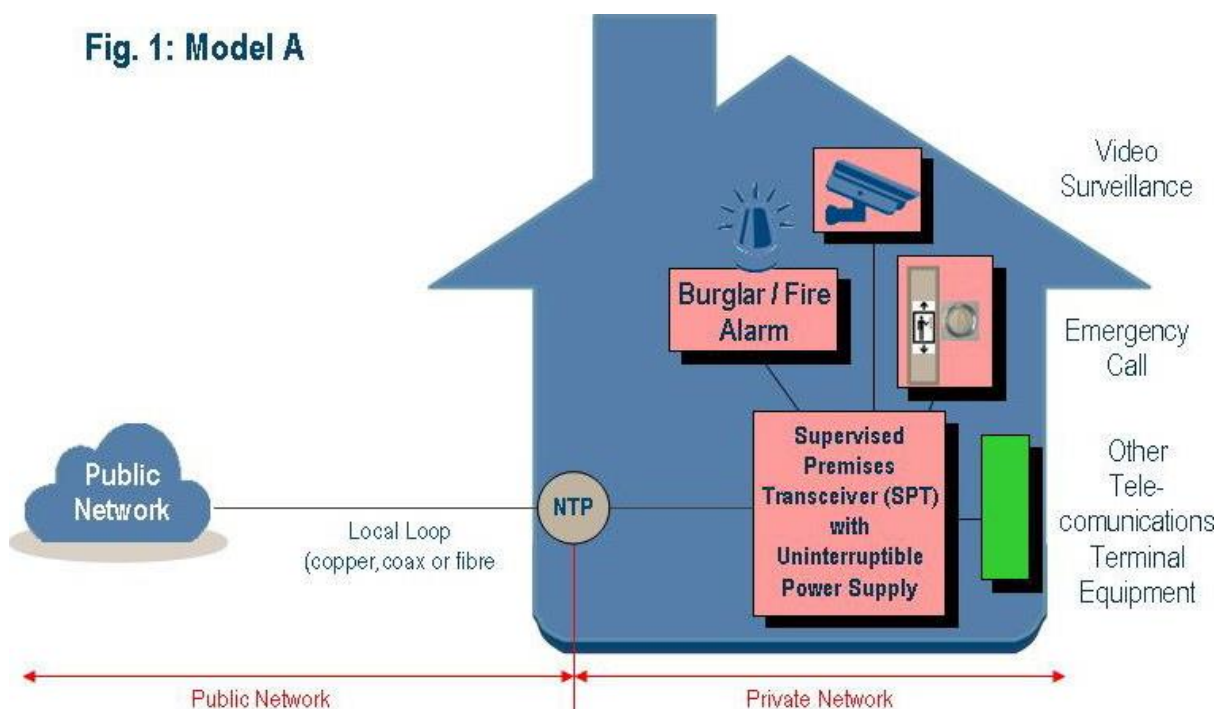 Fig. 1: Model A
Video
Surveillance
Burglar / Fire
Alarm
Emergency
Call
Supervised
Premises
Transceiver (SPT)
with
Uninterruptible
Power Supply
Other
Tele-
comunications
Terminal
Equipment
Public
Network
NTP
Local Loop
(copper, coax or fibre
Public Network
Private Network